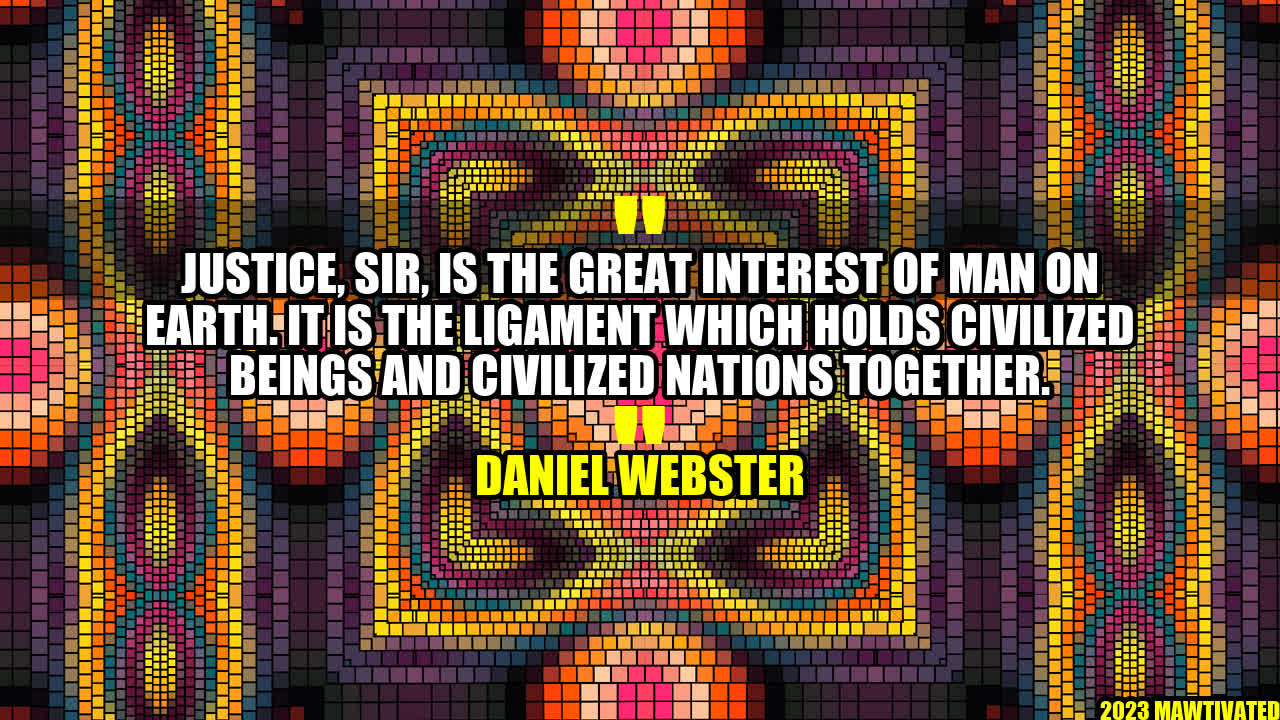 "
JUSTICE, SIR, IS THE GREAT INTEREST OF MAN ON
EARTH. IT IS THE LIGAMENT WHICH HOLDS CIVILIZED
BEINGS AND CIVILIZED NATIONS TOGETHER.
"
DANIEL WEBSTER
2023 MAWTIVATED